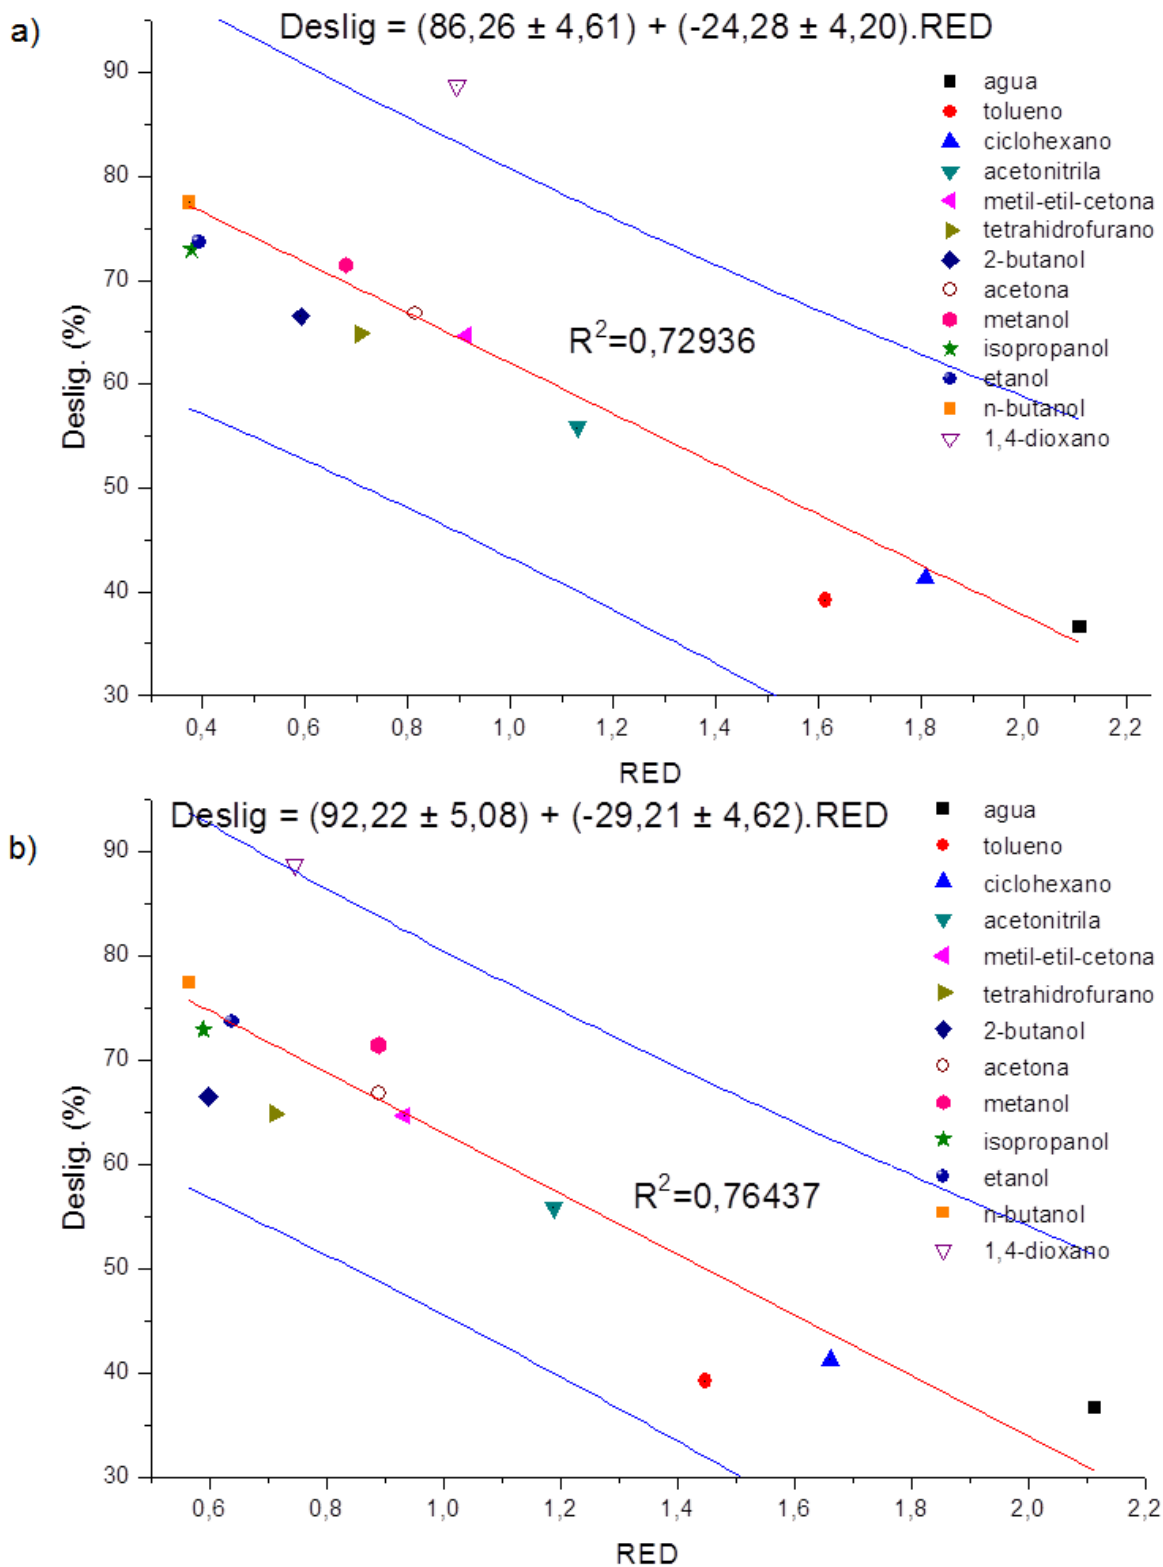 a)
Deslig = (86,26 ± 4,61) + (-24,28 ± 4,20).RED
90
80
70
60
50
40
30
Deslig. (%)
agua
tolueno
ciclohexano
acetonitrila
metil-etil-cetona
tetrahidrofurano
2-butanol
acetona
metanol
isopropanol
etanol
n-butanol
1,4-dioxano
R²=0,72936
0,4 0,6 0,8 1,0 1,2 1,4 1,6 1,8 2,0 2,2
RED
b)
Deslig = (92,22 ± 5,08) + (-29,21 ± 4,62).RED
90
80
70
60
50
40
30
Deslig. (%)
agua
tolueno
ciclohexano
acetonitrila
metil-etil-cetona
tetrahidrofurano
2-butanol
acetona
metanol
isopropanol
etanol
n-butanol
1,4-dioxano
R²=0,76437
0,6 0,8 1,0 1,2 1,4 1,6 1,8 2,0 2,2
RED